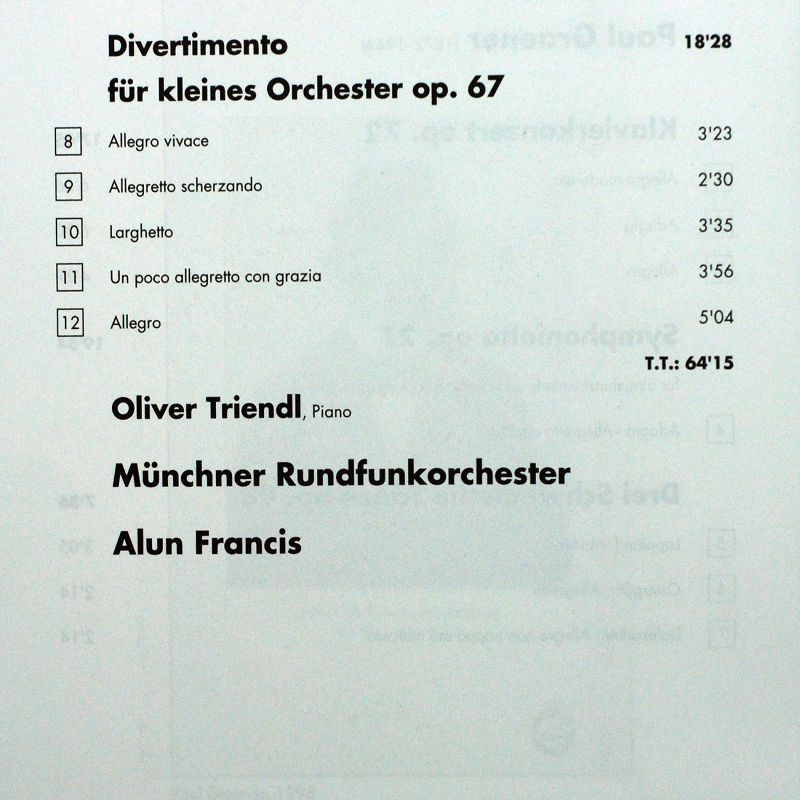 Divertimento 18'28
für kleines Orchester op. 67
8 Allegro vivace 3'23
9 Allegretto scherzando 2'30
10 Larghetto 3'35
11 Un poco allegretto con grazia 3'56
12 Allegro 5'04
T.T.: 64'15
Oliver Triendl, Piano
Münchner Rundfunkorchester
Alun Francis